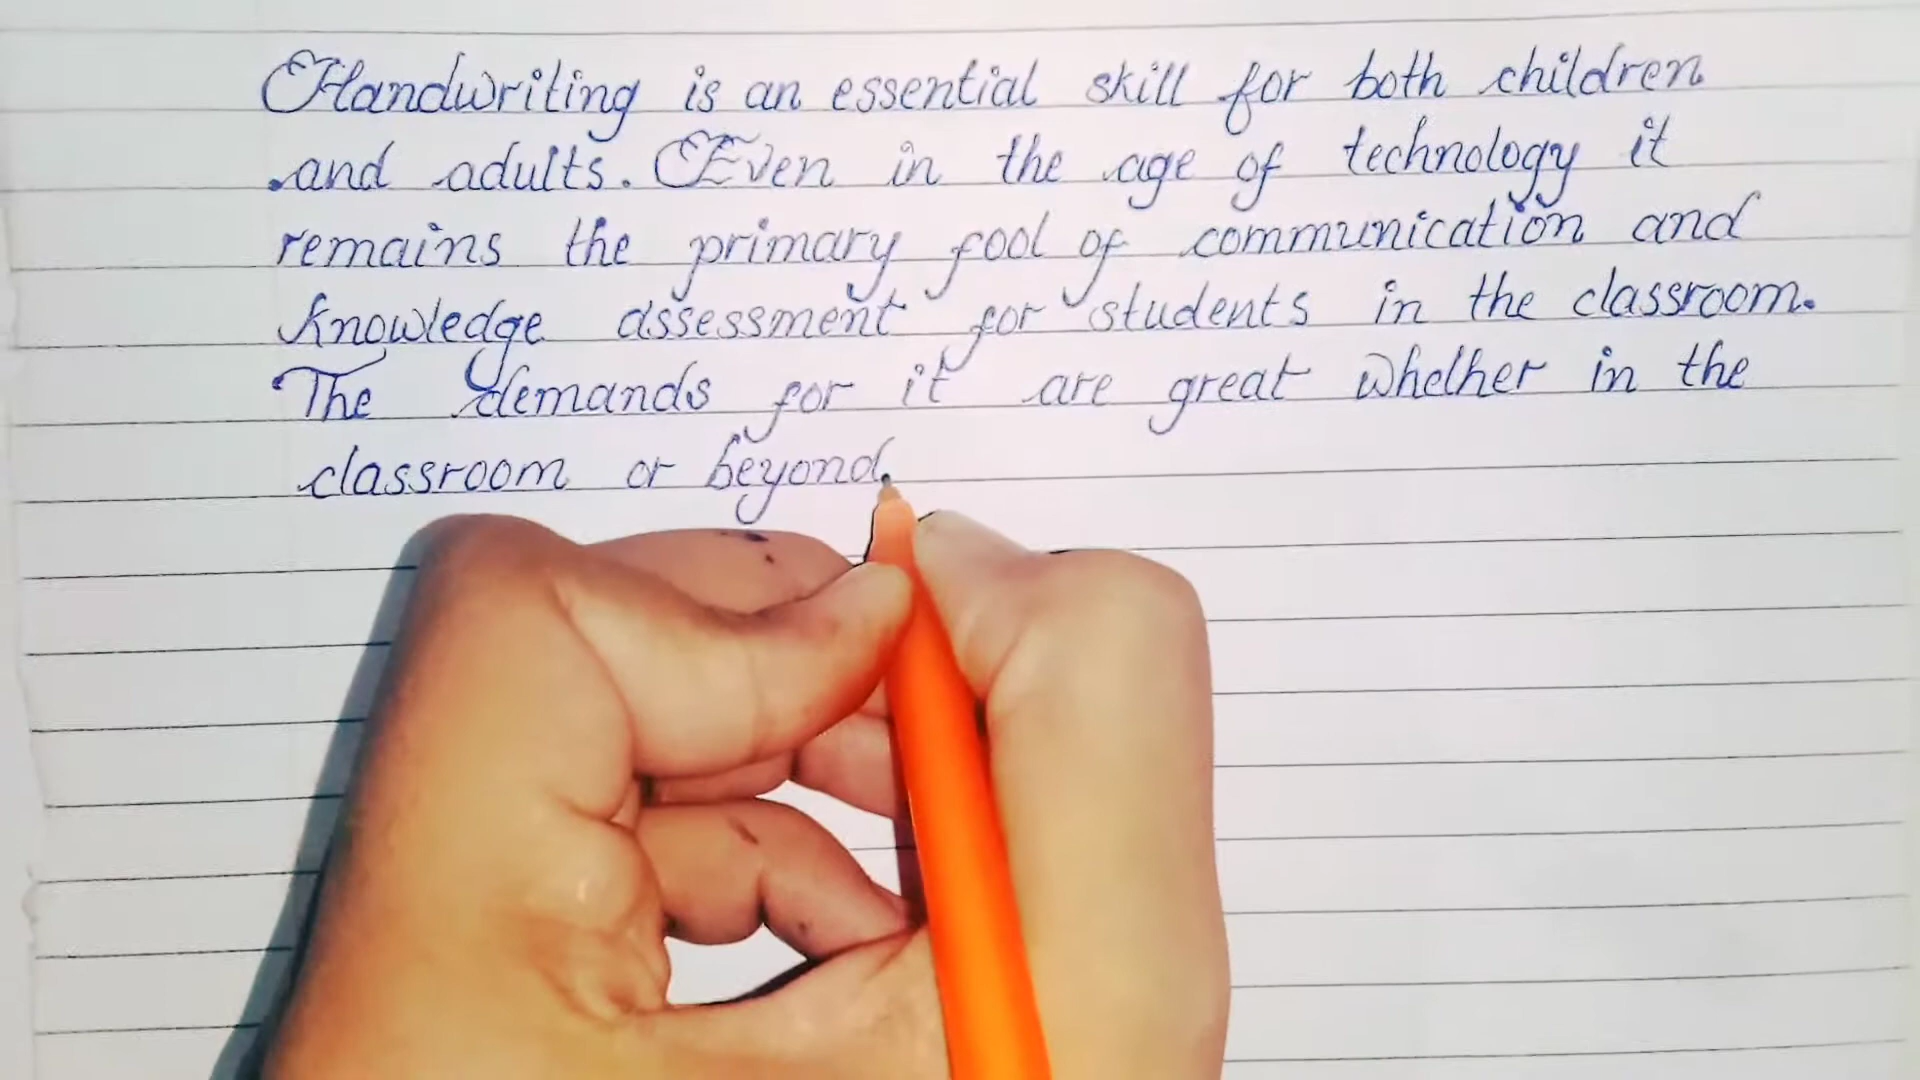 Handwriting is an essential skill for both children
and adults. Even in the age of technology it
remains the primary fool of communication and
knowledge assessment for students in the classroom.
The demands for it are great whether in the
classroom or beyond